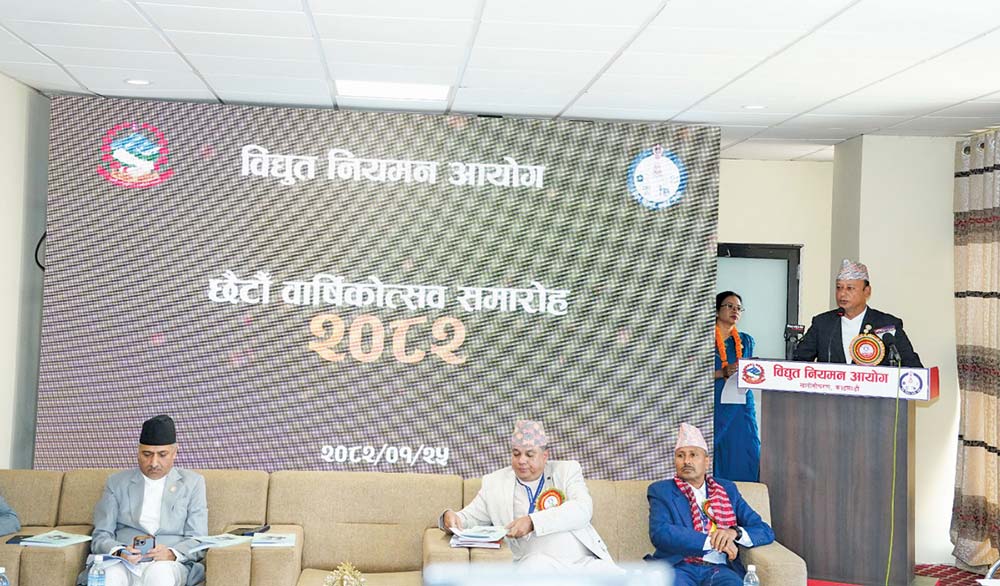 विद्युत नियमन आयोग
छैटौँ वार्षिकोत्सव समारोह
२०८२
२०८२/०१/२५
विद्युत नियमन आयोग